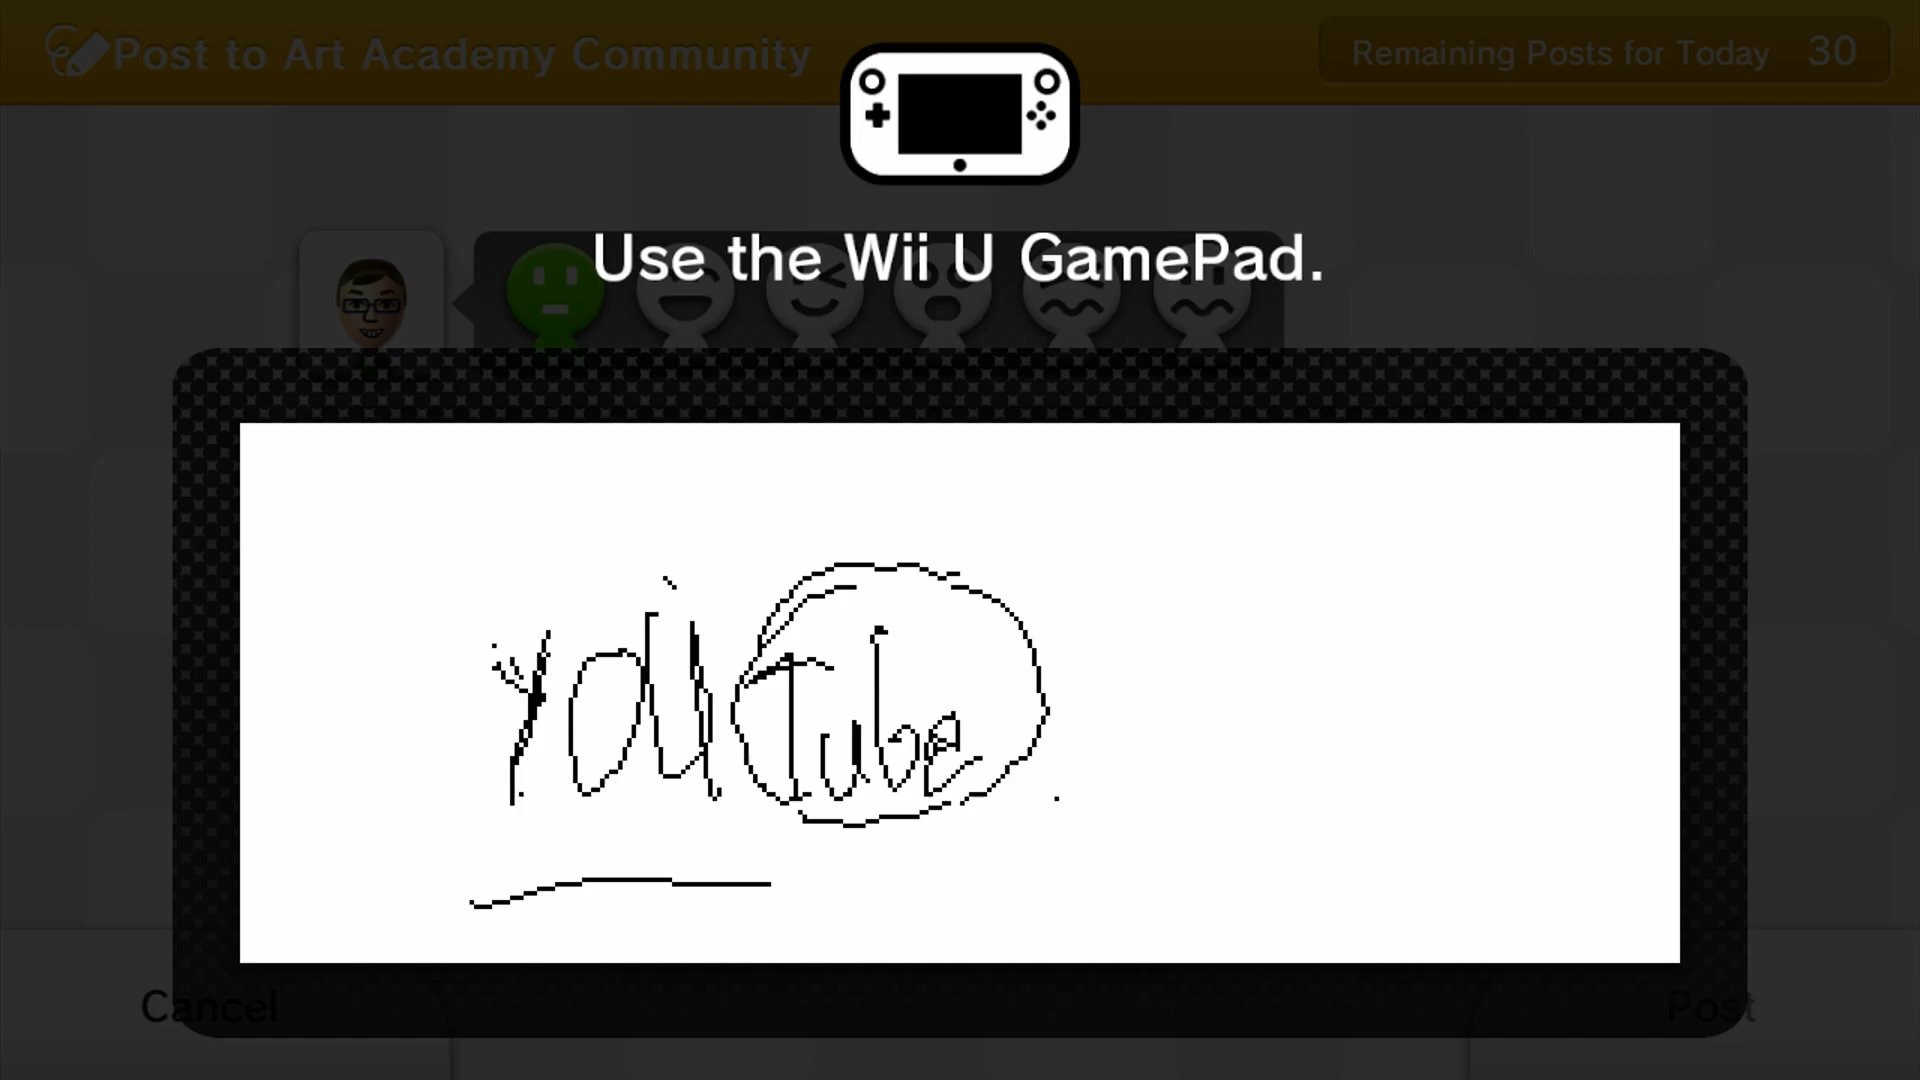 Post to Art Academy Community
Remaining Posts for Today 30
Use the Wii U GamePad.
YouTube
Cancel
Post